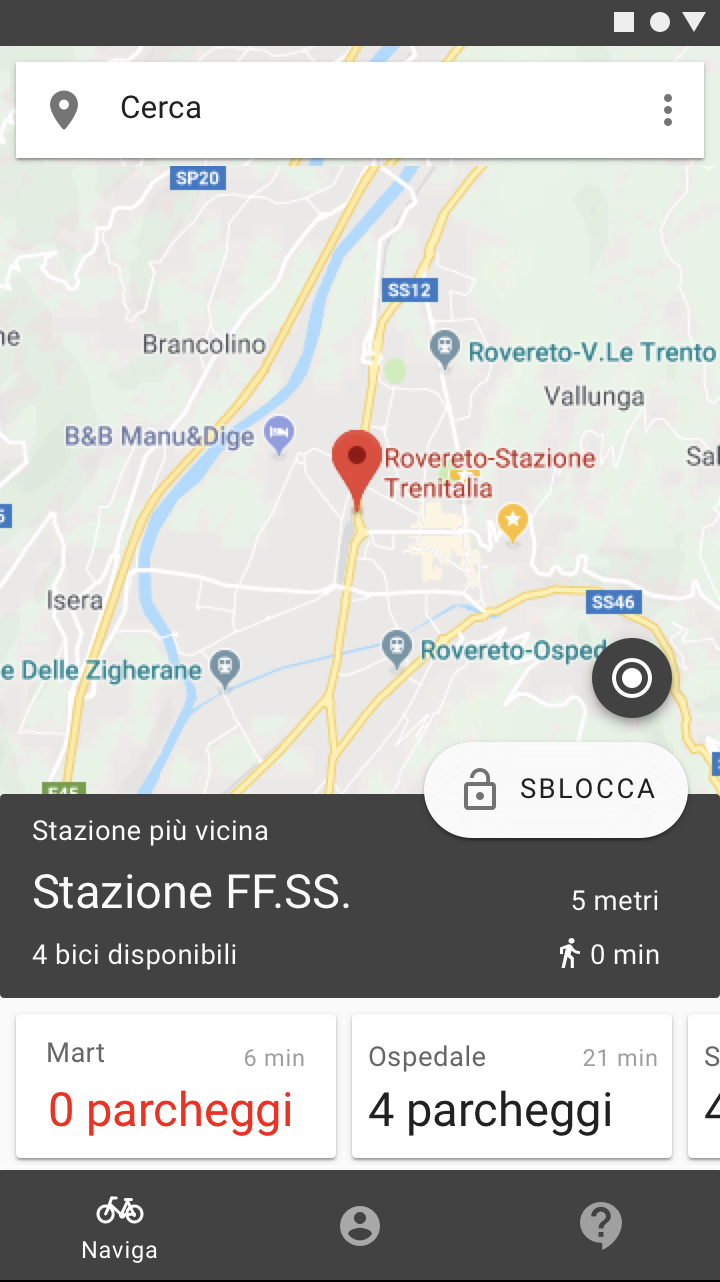 Cerca
SP20
SS12
ne
Brancolino
Rovereto-V.Le Trento
Vallunga
B&B Manu&Dige
Rovereto-Stazione
Trenitalia
Sal
5
Isera
SS46
Rovereto-Osped
e Delle Zigherane
E45
SBLOCCA
Stazione più vicina
Stazione FF.SS.
5 metri
4 bici disponibili
0 min
Mart
6 min
Ospedale
21 min
S
0 parcheggi
4 parcheggi
4
Naviga